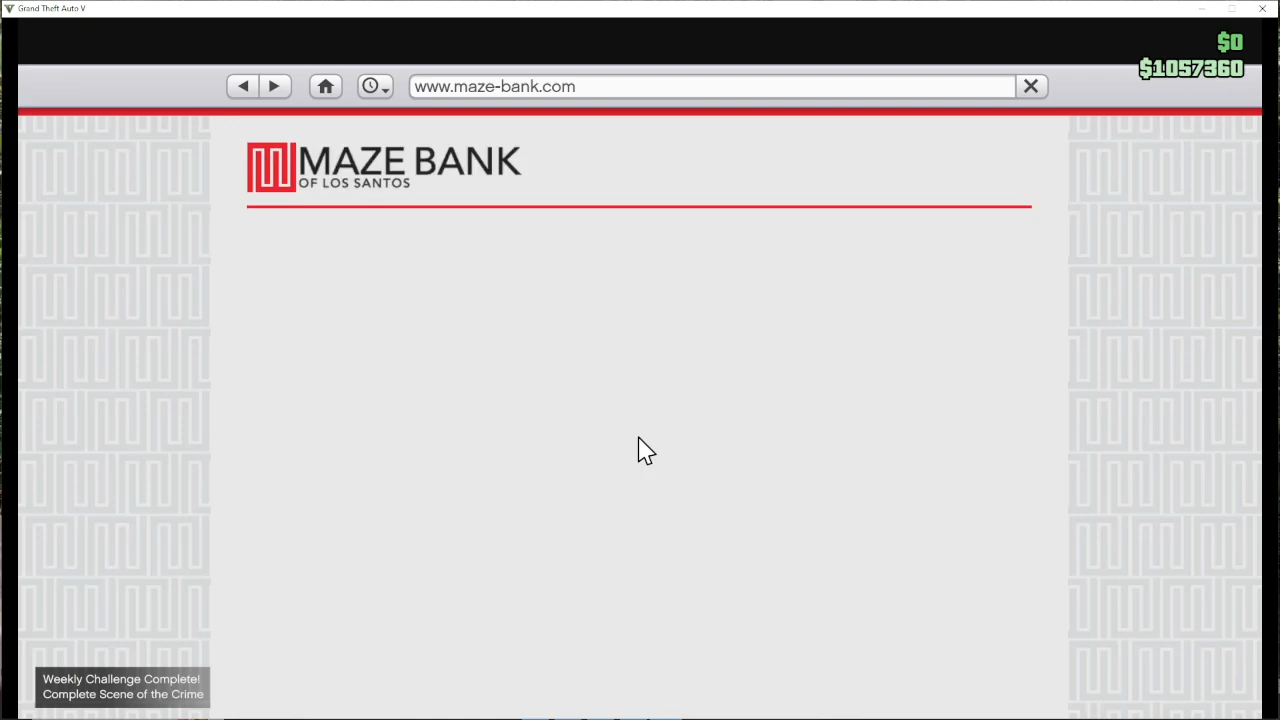 Grand Theft Auto V
$0
$1057360
www.maze-bank.com
MAZE BANK
OF LOS SANTOS
Weekly Challenge Complete!
Complete Scene of the Crime